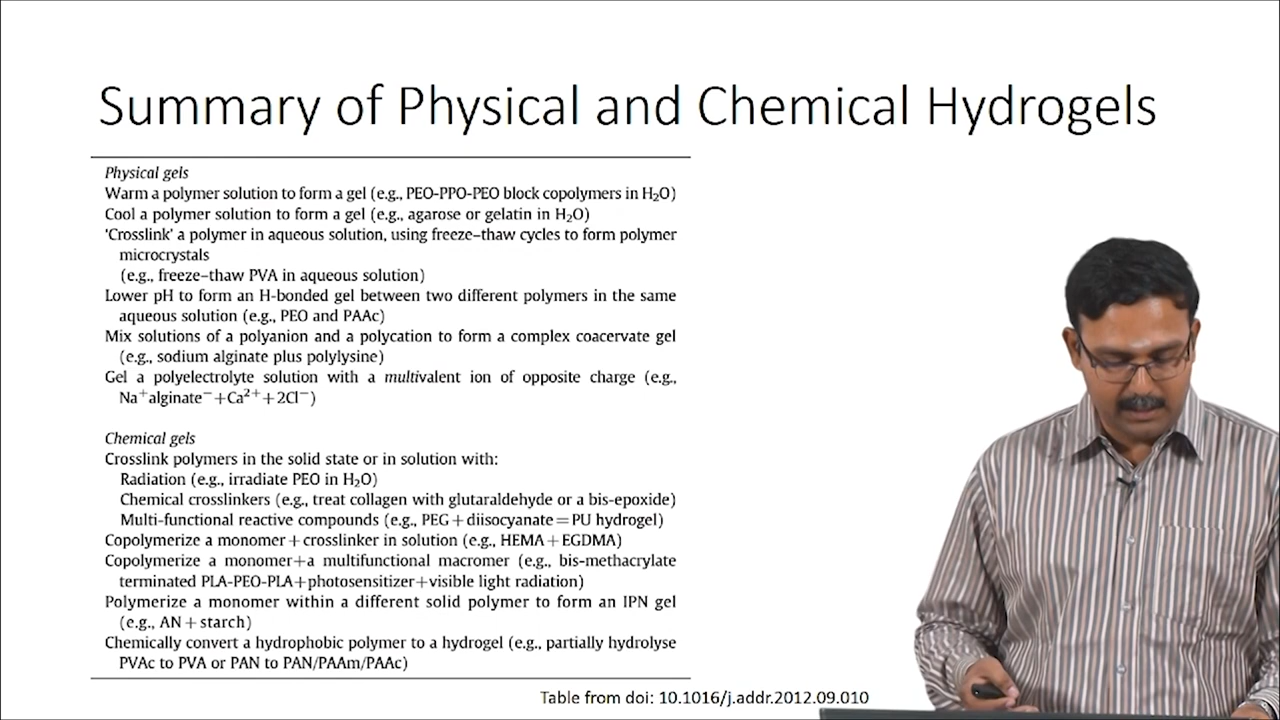 Summary of Physical and Chemical Hydrogels
Physical gels
Warm a polymer solution to form a gel (e.g., PEO-PPO-PEO block copolymers in H₂O)
Cool a polymer solution to form a gel (e.g., agarose or gelatin in H₂O)
'Crosslink' a polymer in aqueous solution, using freeze–thaw cycles to form polymer
microcrystals
(e.g., freeze–thaw PVA in aqueous solution)
Lower pH to form an H-bonded gel between two different polymers in the same
aqueous solution (e.g., PEO and PAAc)
Mix solutions of a polyanion and a polycation to form a complex coacervate gel
(e.g., sodium alginate plus polylysine)
Gel a polyelectrolyte solution with a multivalent ion of opposite charge (e.g.,
Na⁺alginate⁻+Ca²⁺+2Cl⁻)
Chemical gels
Crosslink polymers in the solid state or in solution with:
Radiation (e.g., irradiate PEO in H₂O)
Chemical crosslinkers (e.g., treat collagen with glutaraldehyde or a bis-epoxide)
Multi-functional reactive compounds (e.g., PEG+diisocyanate=PU hydrogel)
Copolymerize a monomer+crosslinker in solution (e.g., HEMA+EGDMA)
Copolymerize a monomer+a multifunctional macromer (e.g., bis-methacrylate
terminated PLA-PEO-PLA+photosensitizer+visible light radiation)
Polymerize a monomer within a different solid polymer to form an IPN gel
(e.g., AN+starch)
Chemically convert a hydrophobic polymer to a hydrogel (e.g., partially hydrolyse
PVAc to PVA or PAN to PAN/PAAm/PAAc)
Table from doi: 10.1016/j.addr.2012.09.010